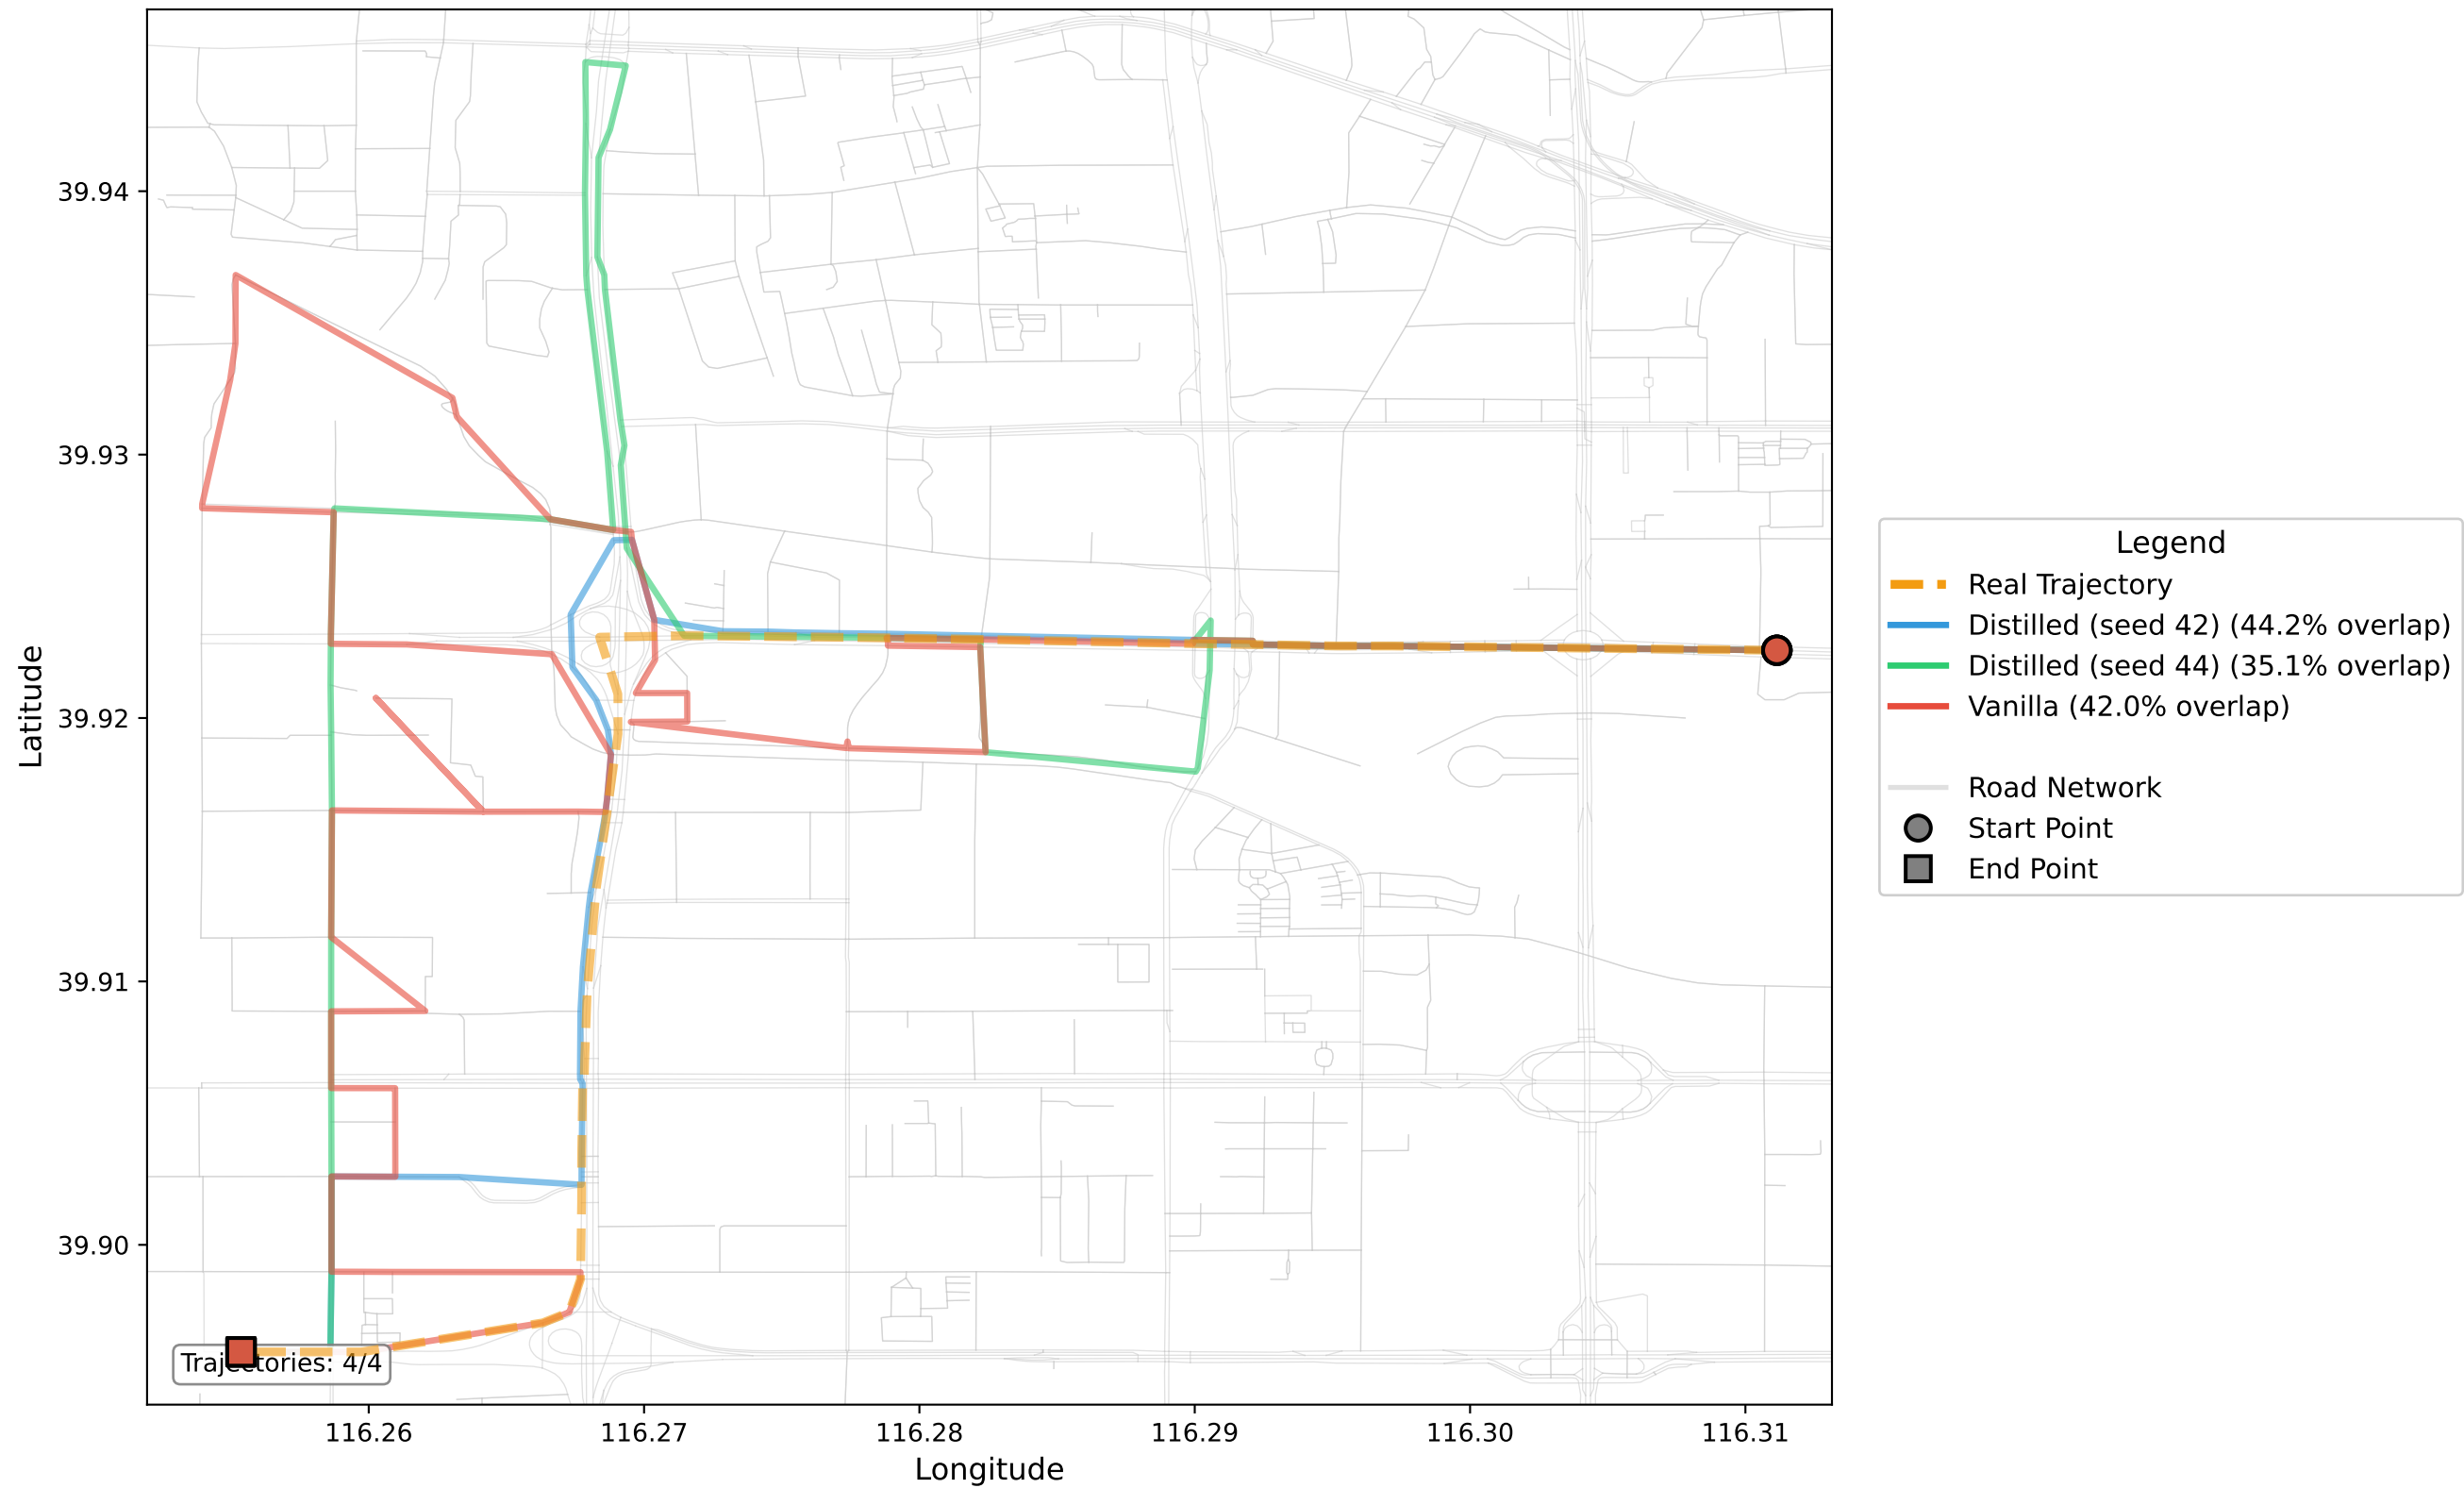 39.94
39.93
39.92
39.91
39.90
Latitude
116.26
116.27
116.28
116.29
116.30
116.31
Longitude
Trajectories: 4/4
Legend
Real Trajectory
Distilled (seed 42) (44.2% overlap)
Distilled (seed 44) (35.1% overlap)
Vanilla (42.0% overlap)
Road Network
Start Point
End Point